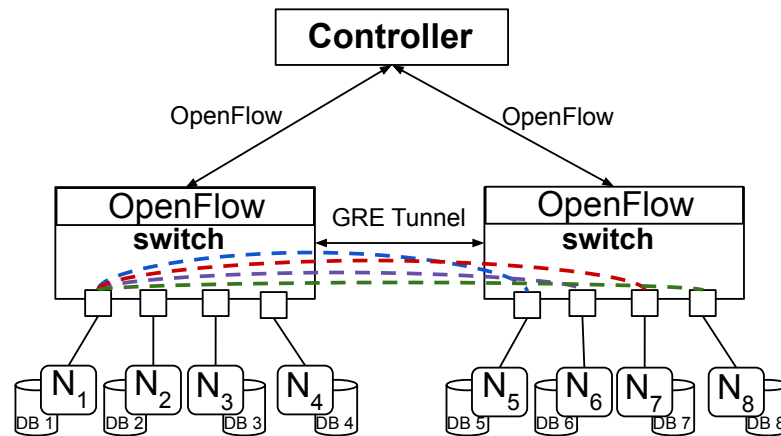 Controller
OpenFlow OpenFlow
OpenFlow GRE Tunnel OpenFlow
switch switch
N1 N2 N3 N4 N5 N6 N7 N8
DB 1 DB 2 DB 3 DB 4 DB 5 DB 6 DB 7 DB 8